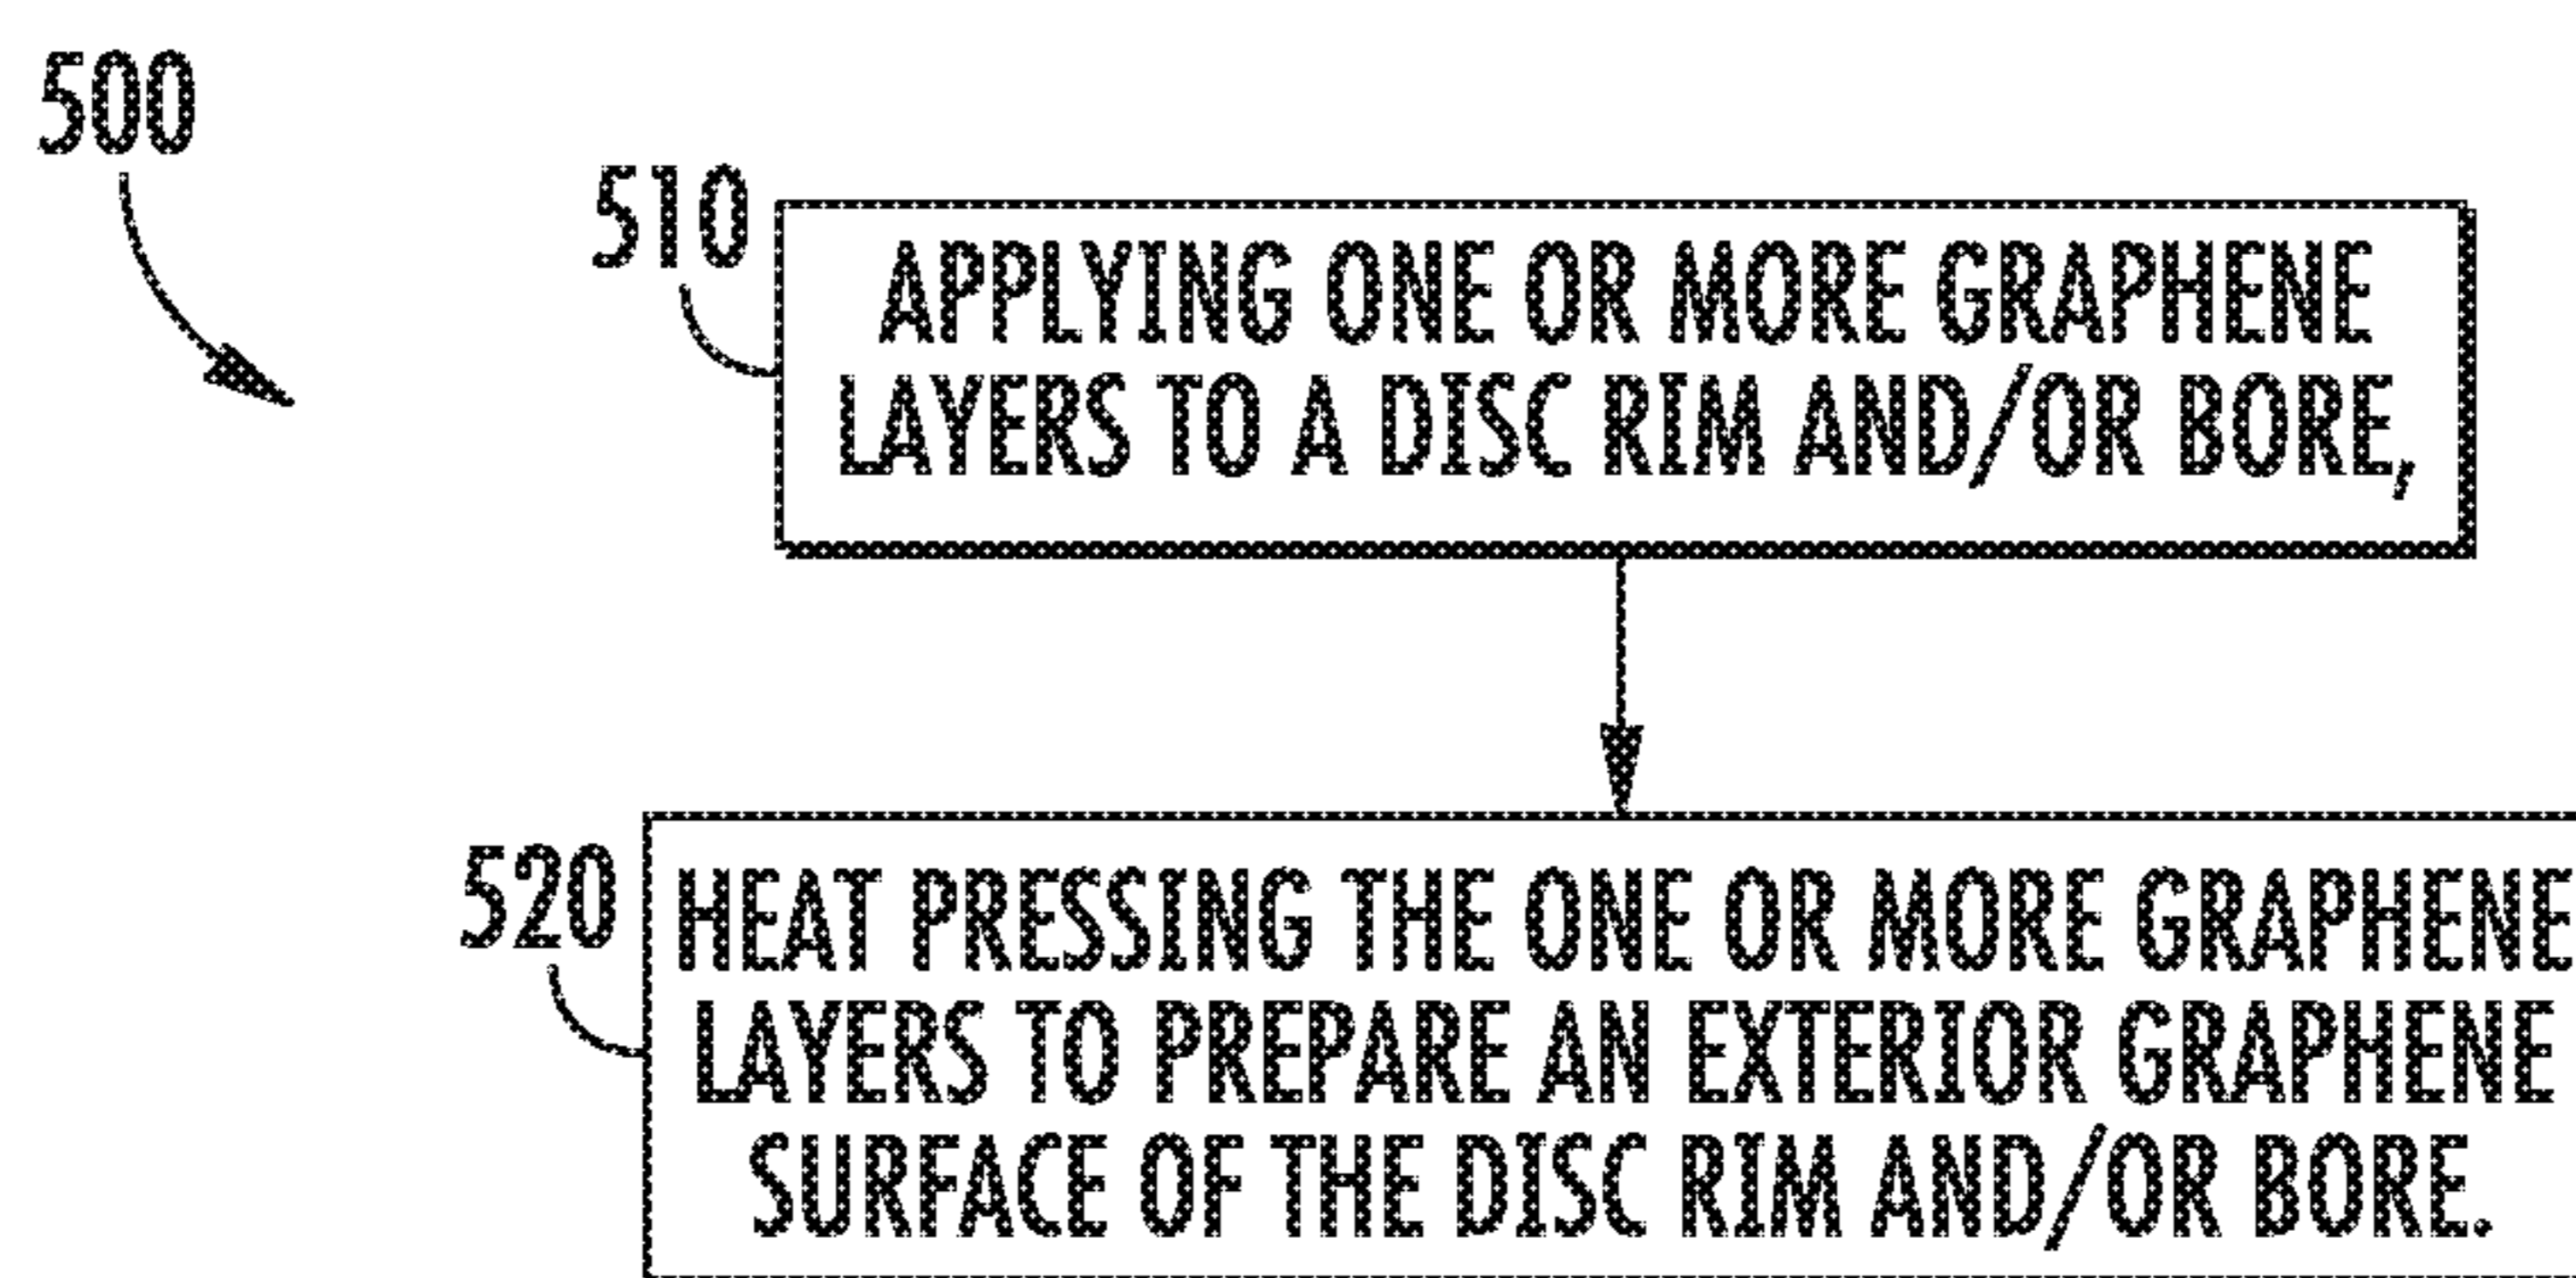 500
510
APPLYING ONE OR MORE GRAPHENE
LAYERS TO A DISC RIM AND/OR BORE,
520
HEAT PRESSING THE ONE OR MORE GRAPHENE
LAYERS TO PREPARE AN EXTERIOR GRAPHENE
SURFACE OF THE DISC RIM AND/OR BORE.